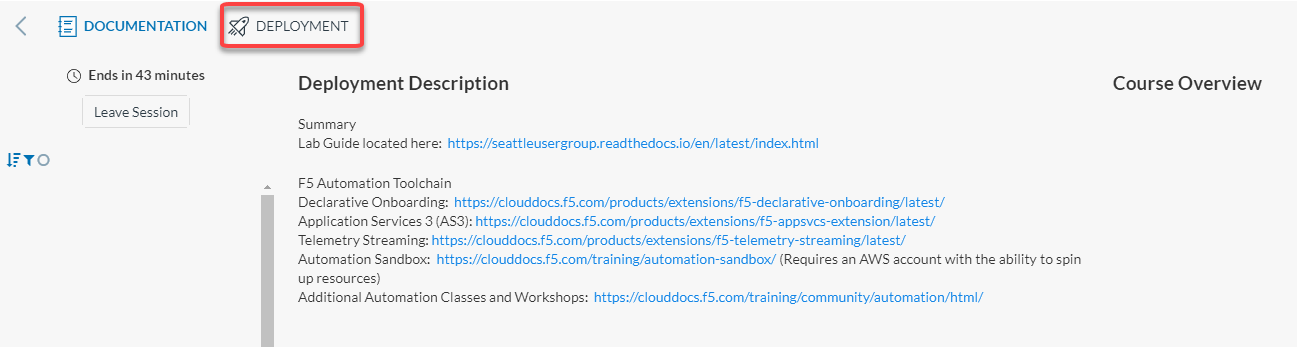 DOCUMENTATION DEPLOYMENT
Ends in 43 minutes
Leave Session
Deployment Description
Course Overview
Summary
Lab Guide located here: https://seattleusergroup.readthedocs.io/en/latest/index.html
F5 Automation Toolchain
Declarative Onboarding: https://clouddocs.f5.com/products/extensions/f5-declarative-onboarding/latest/
Application Services 3 (AS3): https://clouddocs.f5.com/products/extensions/f5-appsvcs-extension/latest/
Telemetry Streaming: https://clouddocs.f5.com/products/extensions/f5-telemetry-streaming/latest/
Automation Sandbox: https://clouddocs.f5.com/training/automation-sandbox/ (Requires an AWS account with the ability to spin
up resources)
Additional Automation Classes and Workshops: https://clouddocs.f5.com/training/community/automation/html/